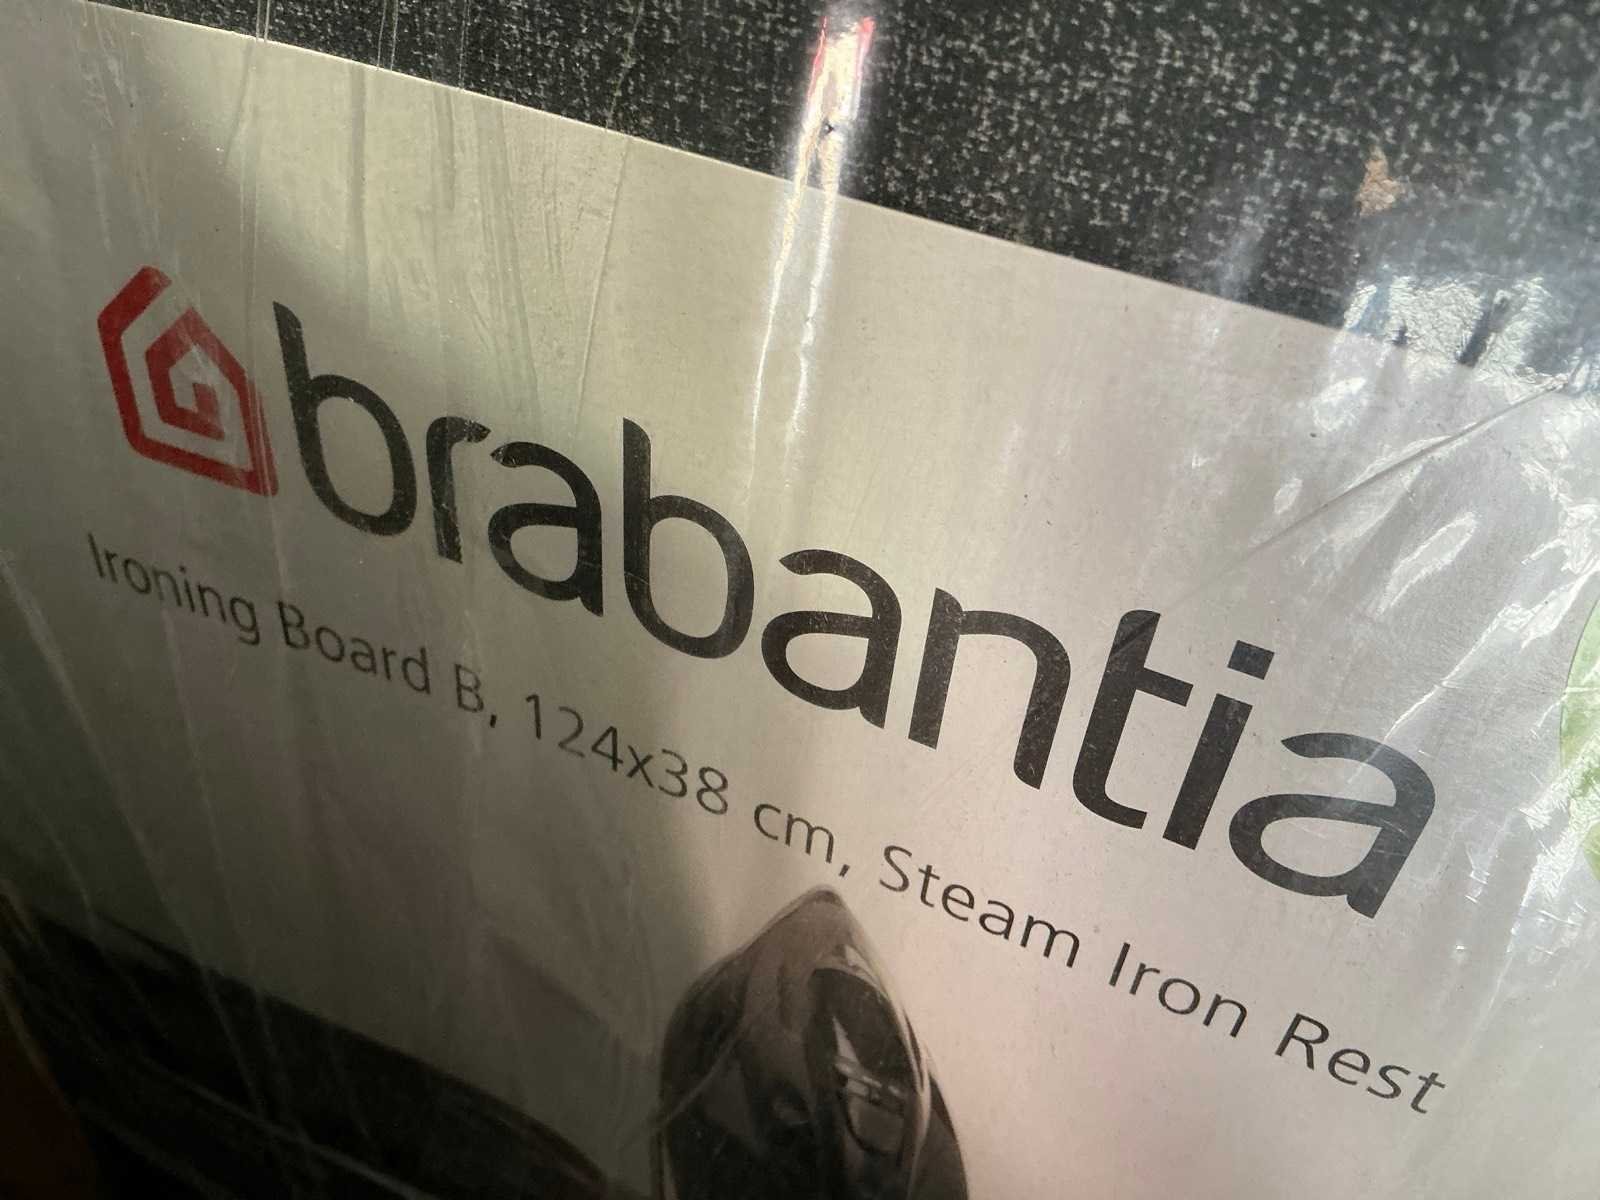 brabantia
Ironing Board B, 124x38 cm, Steam Iron Rest